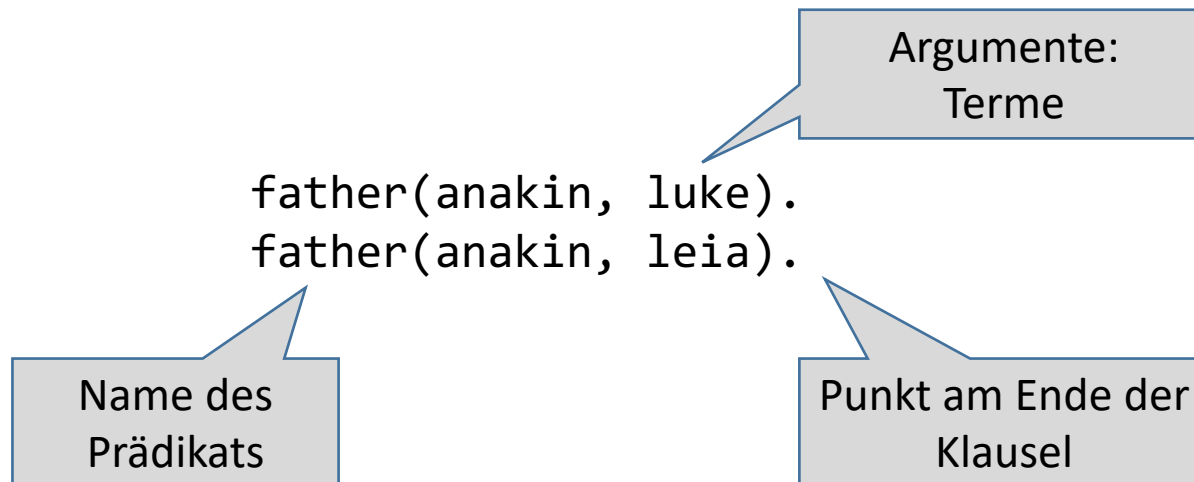 Argumente:
Terme
father(anakin, luke).
father(anakin, leia).
Name des
Prädikats
Punkt am Ende der
Klausel